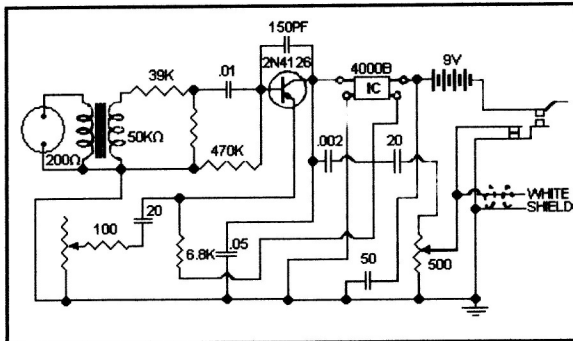 150PF
9V
2N4126
4000B
39K
.01
IC
50KΩ
200Ω
470K
.002
20
20
WHITE
100
SHIELD
6.8K
.05
50
500